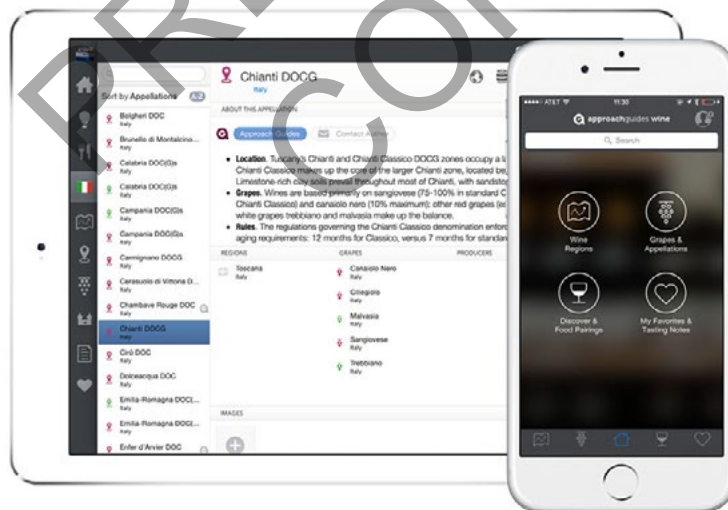 PRE
CO
Chianti DOCG
Italy
Sort by Appellations
A-Z
ABOUT THIS APPELLATION
Approach Guides
Contact Author
Bolgheri DOC
Italy
Brunello di Montalcino...
Italy
Calabria DOC(G)s
Italy
Calabria DOC(G)s
Italy
Campania DOC(G)s
Italy
Campania DOC(G)s
Italy
Carmignano DOCG
Italy
Cerasuolo di Vittoria D...
Italy
Chambave Rouge DOC
Italy
Chianti DOCG
Italy
Cirò DOC
Italy
Dolceacqua DOC
Italy
Emilia-Romagna DOC(...
Italy
Emilia-Romagna DOC(...
Italy
Enfer d'Arvier DOC
Italy
Location. Tuscany's Chianti and Chianti Classico DOCG zones occupy a
Chianti Classico makes up the core of the larger Chianti zone, located be
Limestone-rich clay soils prevail throughout most of Chianti, with sandsto
Grapes. Wines are based primarily on sangiovese (75-100% in standard C
Chianti Classico) and canaiolo nero (10% maximum); other red grapes (e
white grapes trebbiano and malvasia make up the balance.
Rules. The regulations governing the Chianti Classico denomination enforc
aging requirements: 12 months for Classico, versus 7 months for standar
REGIONS
GRAPES
PRODUCERS
Toscana
Italy
Canaiolo Nero
Italy
Ciliegiolo
Italy
Malvasia
Italy
Sangiovese
Italy
Trebbiano
Italy
IMAGES
AT&T
11:30
approachguides wine
Search
Wine
Regions
Grapes &
Appellations
Discover &
Food Pairings
My Favorites &
Tasting Notes